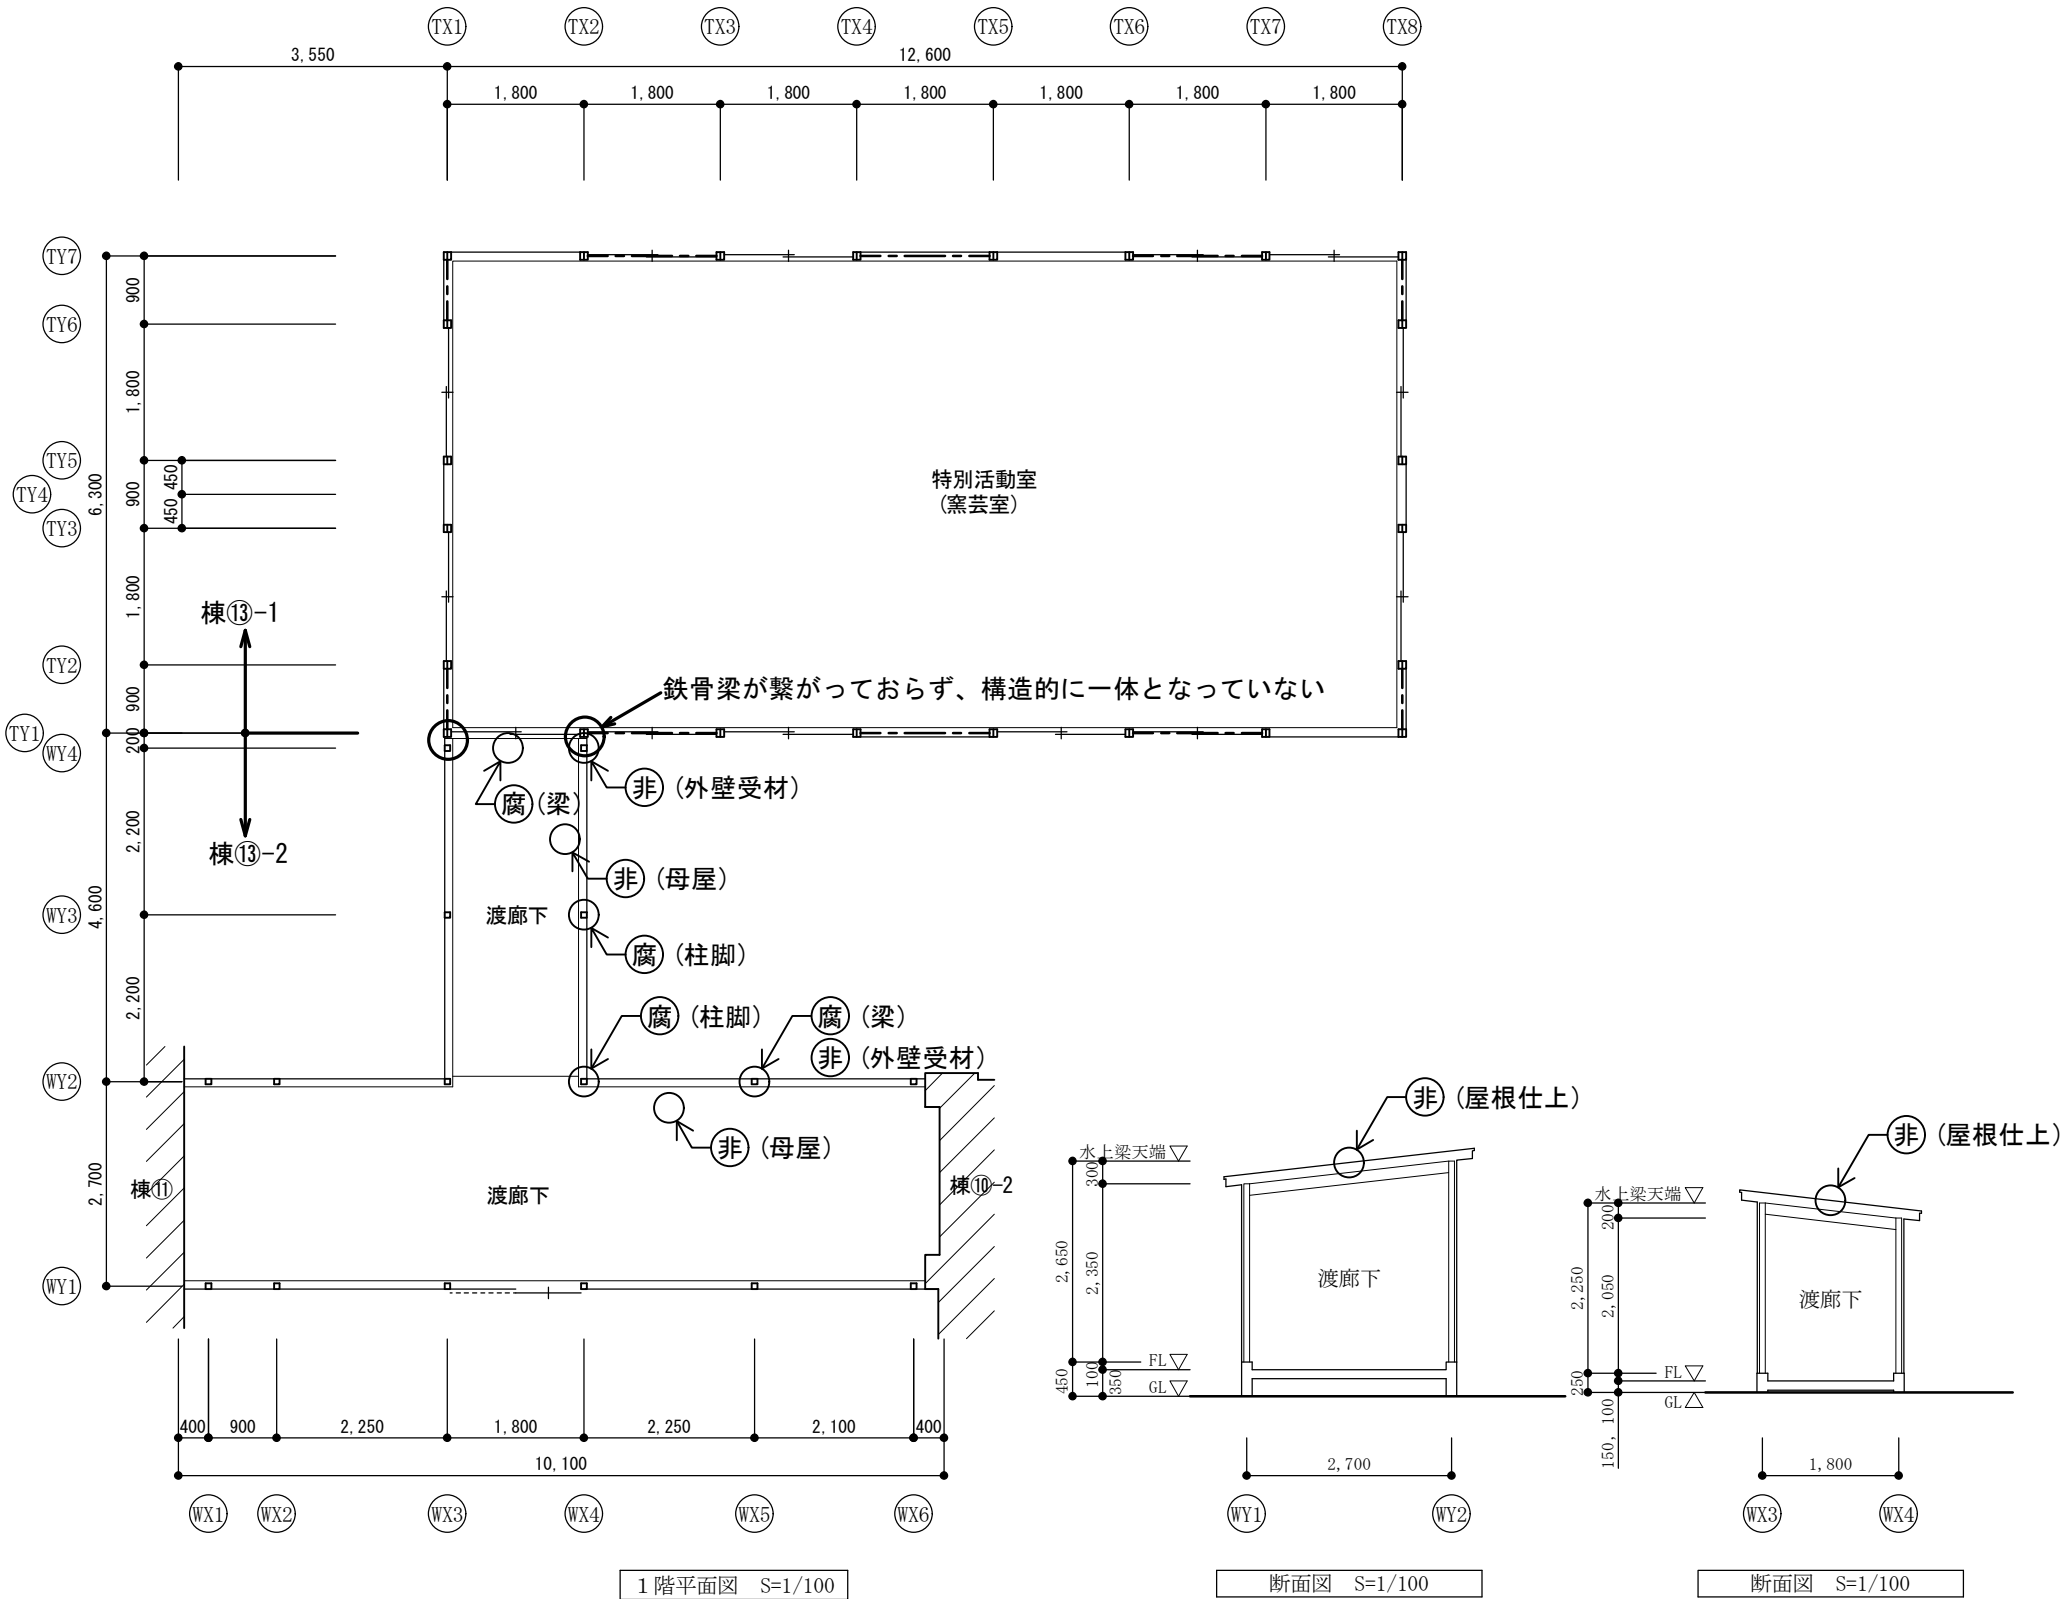 TX1 TX2 TX3 TX4 TX5 TX6 TX7 TX8
3,550 12,600
1,800 1,800 1,800 1,800 1,800 1,800 1,800
TY7
900
TY6
1,800
TY5
450
TY4
6,300
900
450
TY3
特別活動室
(窯芸室)
1,800
棟⑬-1
TY2
900
鉄骨梁が繋がっておらず、構造的に一体となっていない
TY1
200
WY4
非 (外壁受材)
腐 (梁)
2,200
棟⑬-2
非 (母屋)
WY3
4,600
渡廊下
腐 (柱脚)
2,200
腐 (柱脚)
腐 (梁)
非 (外壁受材)
WY2
非 (母屋)
2,700
棟⑪
渡廊下
棟⑩-2
WY1
400 900 2,250 1,800 2,250 2,100 400
10,100
WX1 WX2 WX3 WX4 WX5 WX6
1階平面図 S=1/100
非 (屋根仕上)
水上梁天端
300
2,650
2,350
渡廊下
FL
450
100
350
GL
2,700
WY1 WY2
断面図 S=1/100
非 (屋根仕上)
水上梁天端
200
2,250
2,050
渡廊下
FL
250
GL
150, 100
1,800
WX3 WX4
断面図 S=1/100